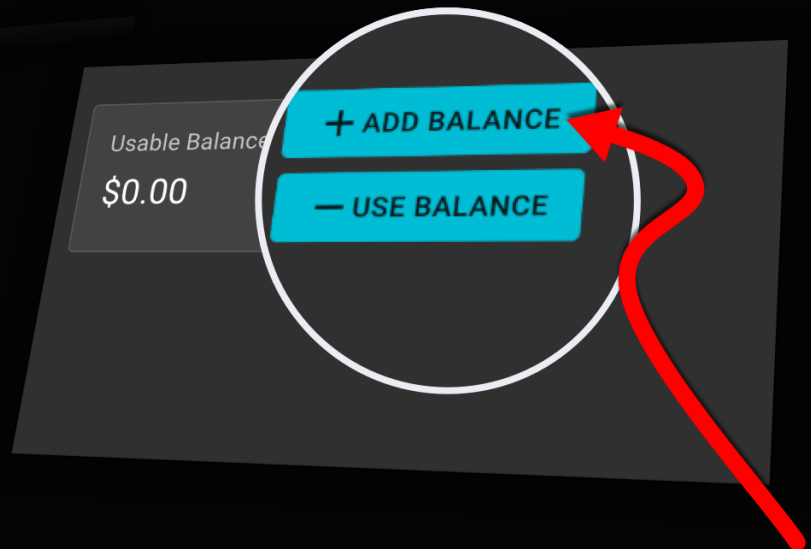 Usable Balance
$0.00
+ ADD BALANCE
− USE BALANCE